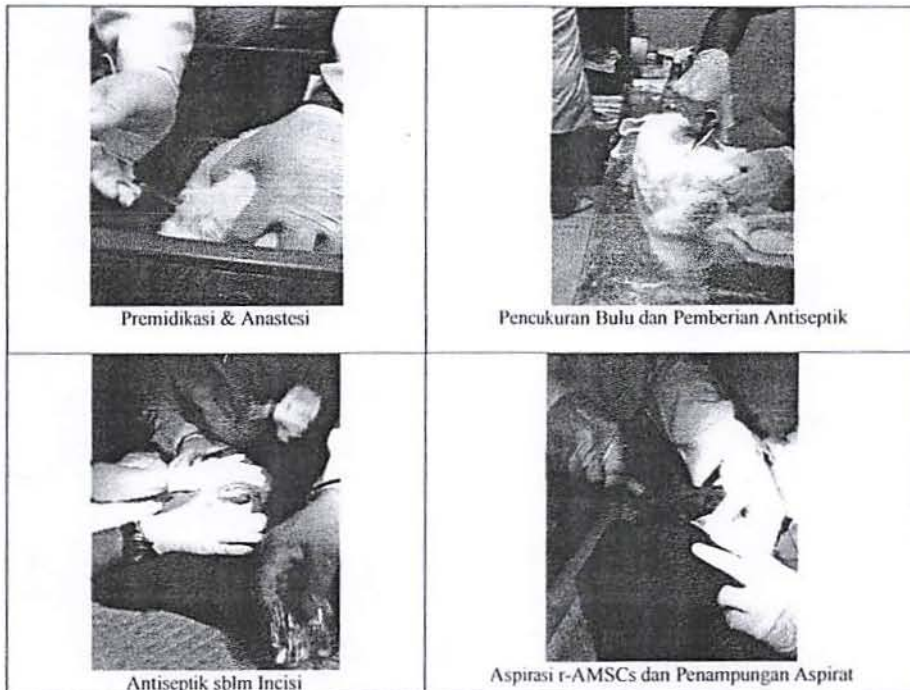 Premidikasi & Anastesi
Pencukuran Bulu dan Pemberian Antiseptik
Antiseptik sblm Incisi
Aspirasi r-AMSCs dan Penampungan Aspirat